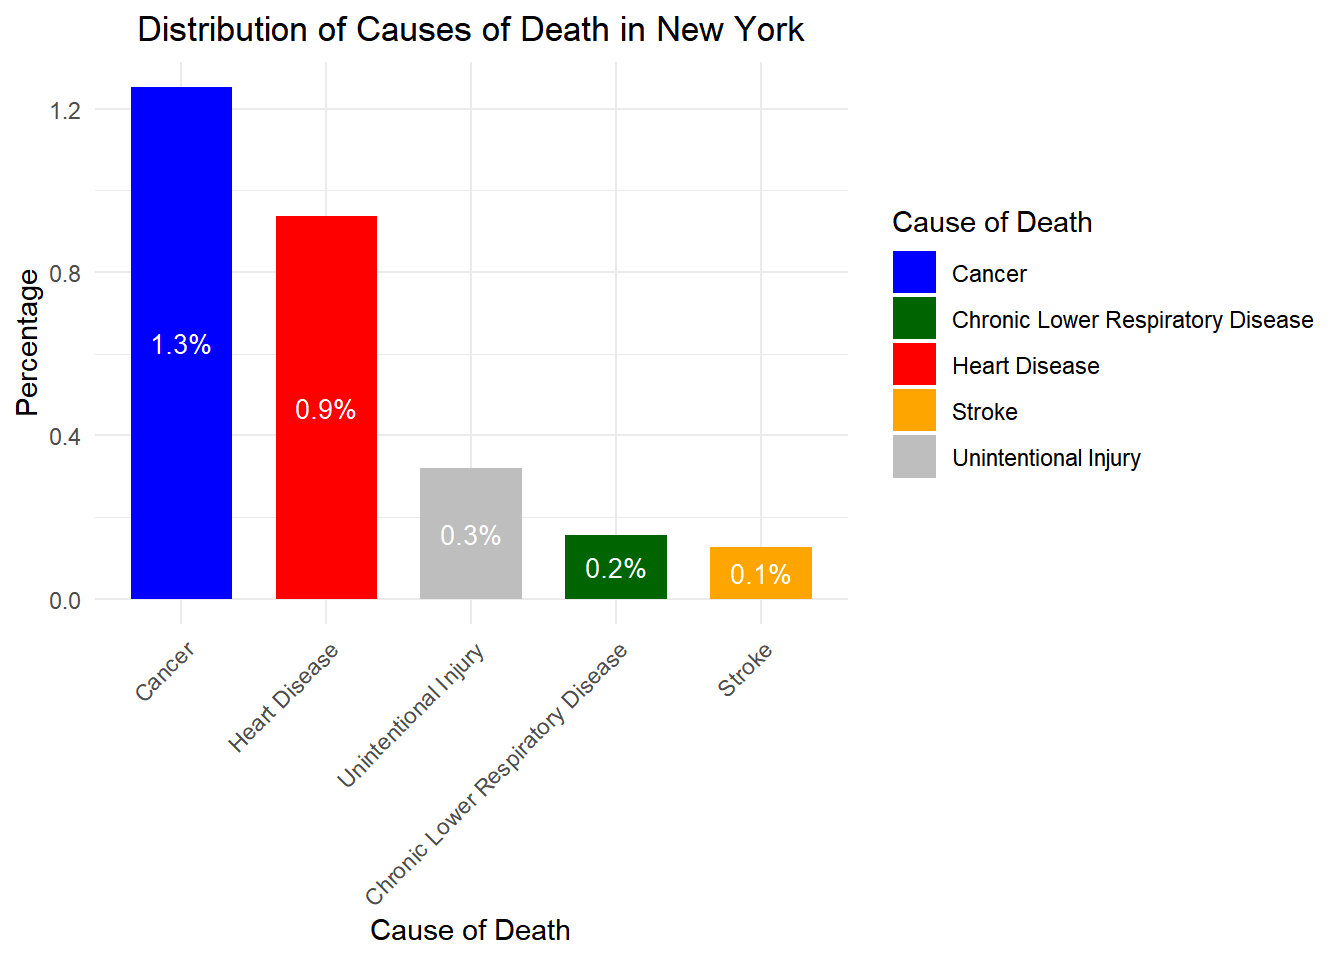 Distribution of Causes of Death in New York
Percentage
1.2
0.8
0.4
0.0
1.3%
0.9%
0.3%
0.2%
0.1%
Cancer
Heart Disease
Unintentional Injury
Chronic Lower Respiratory Disease
Stroke
Cause of Death
Cause of Death
Cancer
Chronic Lower Respiratory Disease
Heart Disease
Stroke
Unintentional Injury